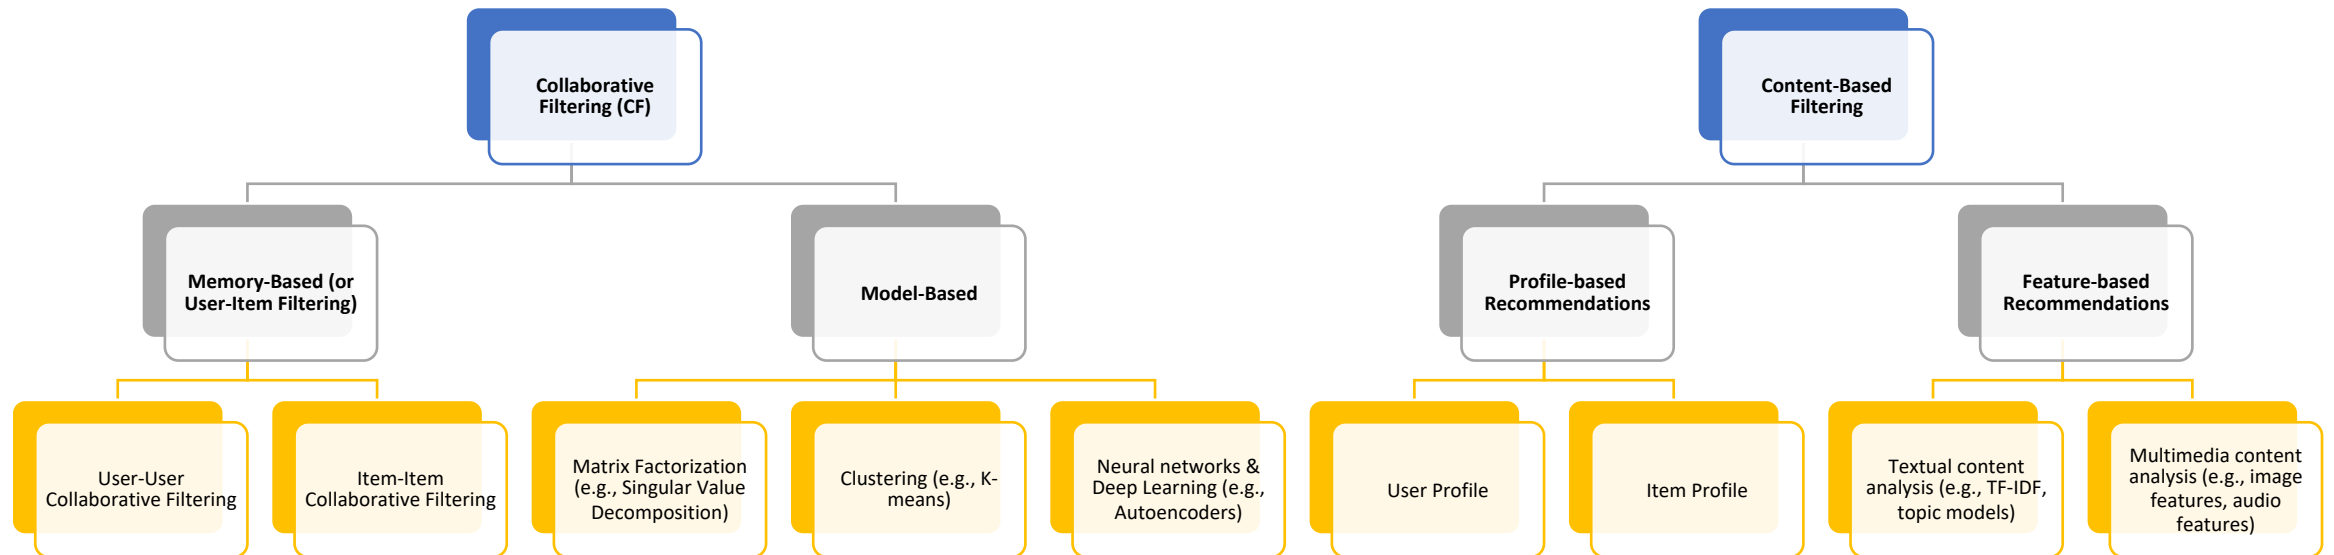 Collaborative
Filtering (CF)
Content-Based
Filtering
Memory-Based (or
User-Item Filtering)
Model-Based
Profile-based
Recommendations
Feature-based
Recommendations
User-User
Collaborative Filtering
Item-Item
Collaborative Filtering
Matrix Factorization
(e.g., Singular Value
Decomposition)
Clustering (e.g., K-
means)
Neural networks &
Deep Learning (e.g.,
Autoencoders)
User Profile
Item Profile
Textual content
analysis (e.g., TF-IDF,
topic models)
Multimedia content
analysis (e.g., image
features, audio
features)